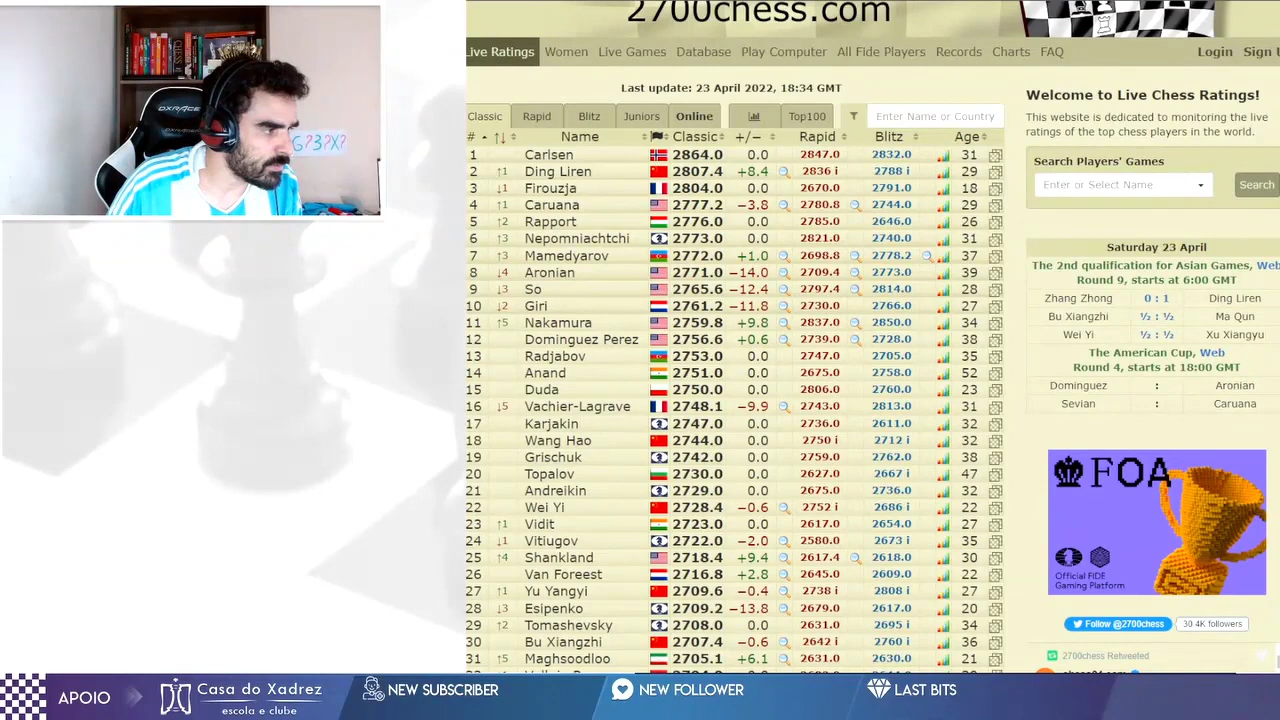 2700chess.com
DXRACER
Live Ratings Women Live Games Database Play Computer All Fide Players Records Charts FAQ Login Sign
Last update: 23 April 2022, 18:34 GMT
Classic Rapid Blitz Juniors Online Top100 Enter Name or Country
# Name Classic +/− Rapid Blitz Age
1 Carlsen 2864.0 0.0 2847.0 2832.0 31
2 ↑1 Ding Liren 2807.4 +8.4 2836 i 2788 i 29
3 ↓1 Firouzja 2804.0 0.0 2670.0 2791.0 18
4 ↑1 Caruana 2777.2 −3.8 2780.8 2744.0 29
5 ↑2 Rapport 2776.0 0.0 2785.0 2646.0 26
6 ↑3 Nepomniachtchi 2773.0 0.0 2821.0 2740.0 31
7 ↑3 Mamedyarov 2772.0 +1.0 2698.8 2778.2 37
8 ↓4 Aronian 2771.0 −14.0 2709.4 2773.0 39
9 ↓3 So 2765.6 −12.4 2797.4 2814.0 28
10 ↓2 Giri 2761.2 −11.8 2730.0 2766.0 27
11 ↑5 Nakamura 2759.8 +9.8 2837.0 2850.0 34
12 Dominguez Perez 2756.6 +0.6 2739.0 2728.0 38
13 Radjabov 2753.0 0.0 2747.0 2705.0 35
14 Anand 2751.0 0.0 2675.0 2758.0 52
15 Duda 2750.0 0.0 2806.0 2760.0 23
16 ↓5 Vachier-Lagrave 2748.1 −9.9 2743.0 2813.0 31
17 Karjakin 2747.0 0.0 2736.0 2611.0 32
18 Wang Hao 2744.0 0.0 2750 i 2712 i 32
19 Grischuk 2742.0 0.0 2759.0 2762.0 38
20 Topalov 2730.0 0.0 2627.0 2667 i 47
21 Andreikin 2729.0 0.0 2675.0 2736.0 32
22 Wei Yi 2728.4 −0.6 2752 i 2686 i 22
23 ↑1 Vidit 2723.0 0.0 2617.0 2654.0 27
24 ↓1 Vitiugov 2722.0 −2.0 2580.0 2673 i 35
25 ↑4 Shankland 2718.4 +9.4 2617.4 2618.0 30
26 Van Foreest 2716.8 +2.8 2645.0 2609.0 22
27 ↑1 Yu Yangyi 2709.6 −0.4 2738 i 2808 i 27
28 ↓3 Esipenko 2709.2 −13.8 2679.0 2617.0 20
29 ↑2 Tomashevsky 2708.0 0.0 2631.0 2695 i 34
30 Bu Xiangzhi 2707.4 −0.6 2642 i 2760 i 36
31 ↑5 Maghsoodloo 2705.1 +6.1 2631.0 2630.0 21
Welcome to Live Chess Ratings!
This website is dedicated to monitoring the live
ratings of the top chess players in the world.
Search Players' Games
Enter or Select Name Search
Saturday 23 April
The 2nd qualification for Asian Games, Web
Round 9, starts at 6:00 GMT
Zhang Zhong 0 : 1 Ding Liren
Bu Xiangzhi ½ : ½ Ma Qun
Wei Yi ½ : ½ Xu Xiangyu
The American Cup, Web
Round 4, starts at 18:00 GMT
Dominguez : Aronian
Sevian : Caruana
FOA
Official FIDE
Gaming Platform
Follow @2700chess 30.4K followers
2700chess Retweeted
APOIO
Casa do Xadrez
escola e clube
NEW SUBSCRIBER
NEW FOLLOWER
LAST BITS